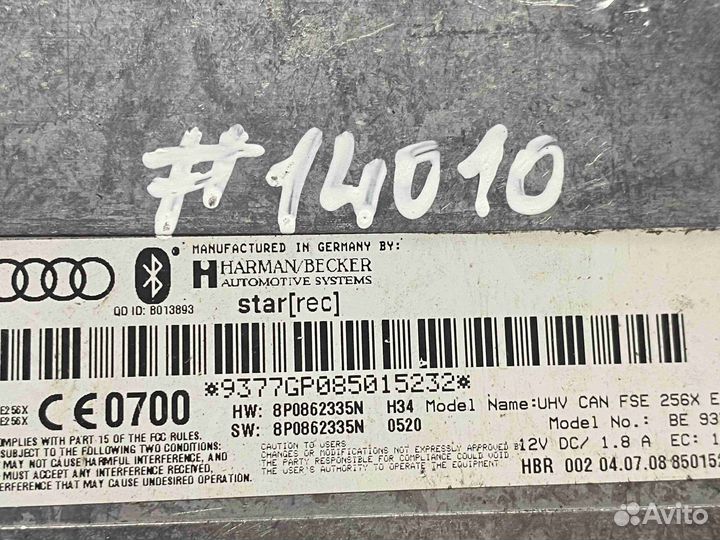 #14010
MANUFACTURED IN GERMANY BY:
HARMAN/BECKER
AUTOMOTIVE SYSTEMS
QD ID: B013893
star[rec]
*9377GP085015232*
E256X
E256X
CE0700
HW: 8P0862335N H34
SW: 8P0862335N 0520
Model Name:UHV CAN FSE 256X E
Model No.: BE 93
12V DC/ 1.8 A EC: 1
HBR 002 04.07.08 850152
OMPLIES WITH PART 15 OF THE FCC RULES.
SUBJECT TO THE FOLLOWING TWO CONDITIONS:
MAY NOT CAUSE HARMFUL INTERFERENCE, AND
MUST ACCEPT ANY INTERFERENCE RECEIVED,
INTERFERENCE THAT MAY CAUSE UNDESIRED OPERATION.
CAUTION TO USERS
CHANGES OR MODIFICATIONS NOT EXPRESSLY APPROVED BY
THE PARTY RESPONSIBLE FOR COMPLIANCE COULD VOID
THE USER'S AUTHORITY TO OPERATE THE EQUIPMENT.
Avito